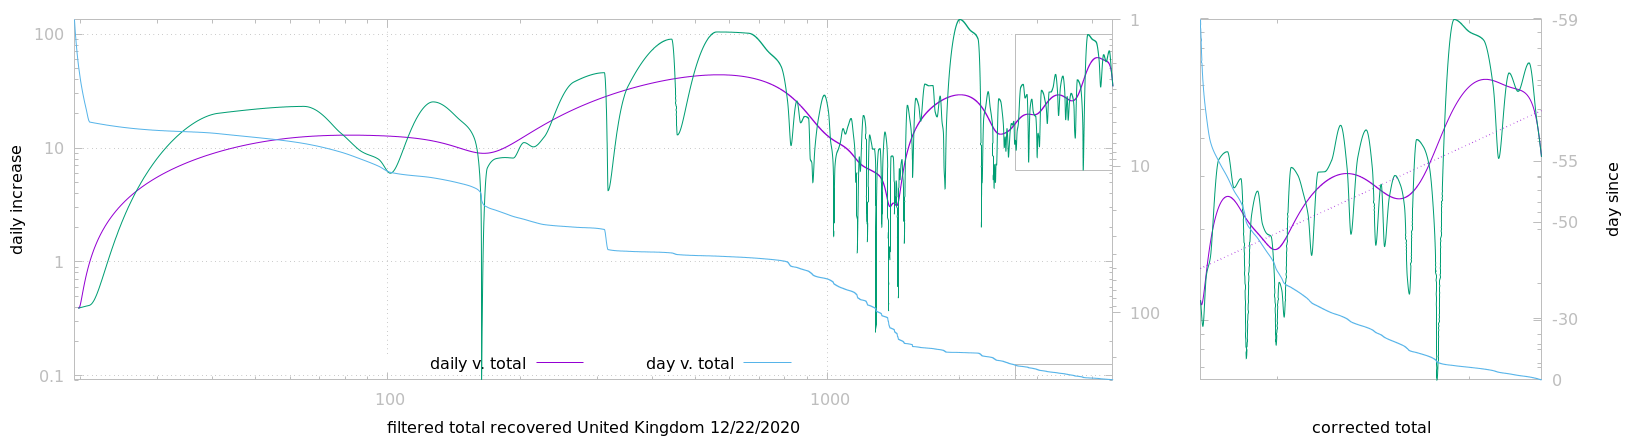 100
10
1
0.1
daily increase
100
1000
1
10
100
daily v. total
day v. total
filtered total recovered United Kingdom 12/22/2020
-59
-55
-50
-30
0
day since
corrected total